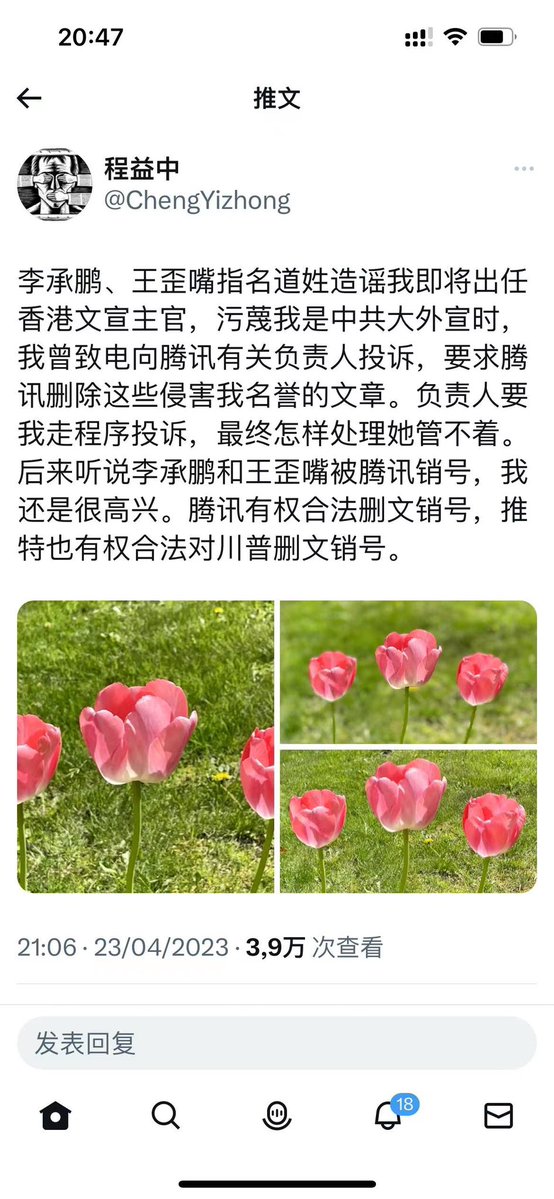 20:47
推文
程益中
@ChengYizhong
李承鹏、王歪嘴指名道姓造谣我即将出任
香港文宣主官，污蔑我是中共大外宣时，
我曾致电向腾讯有关负责人投诉，要求腾
讯删除这些侵害我名誉的文章。负责人要
我走程序投诉，最终怎样处理她管不着。
后来听说李承鹏和王歪嘴被腾讯销号，我
还是很高兴。腾讯有权合法删文销号，推
特也有权合法对川普删文销号。
21:06 · 23/04/2023 · 3,9万 次查看
发表回复
18